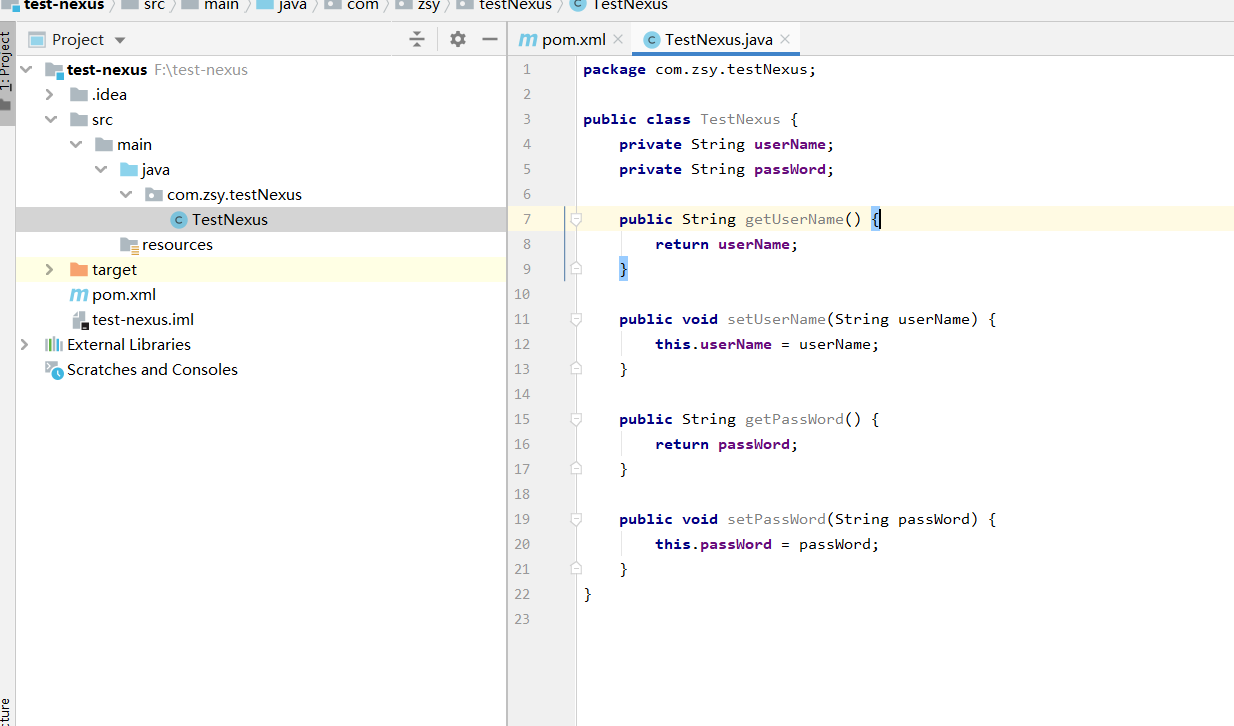 test-nexus src main java com zsy testNexus C TestNexus
1: Project
Project
test-nexus F:\test-nexus
.idea
src
main
java
com.zsy.testNexus
C TestNexus
resources
target
m pom.xml
test-nexus.iml
External Libraries
Scratches and Consoles
m pom.xml C TestNexus.java
1 package com.zsy.testNexus;
2
3 public class TestNexus {
4 private String userName;
5 private String passWord;
6
7 public String getUserName() {
8 return userName;
9 }
10
11 public void setUserName(String userName) {
12 this.userName = userName;
13 }
14
15 public String getPassWord() {
16 return passWord;
17 }
18
19 public void setPassWord(String passWord) {
20 this.passWord = passWord;
21 }
22 }
23